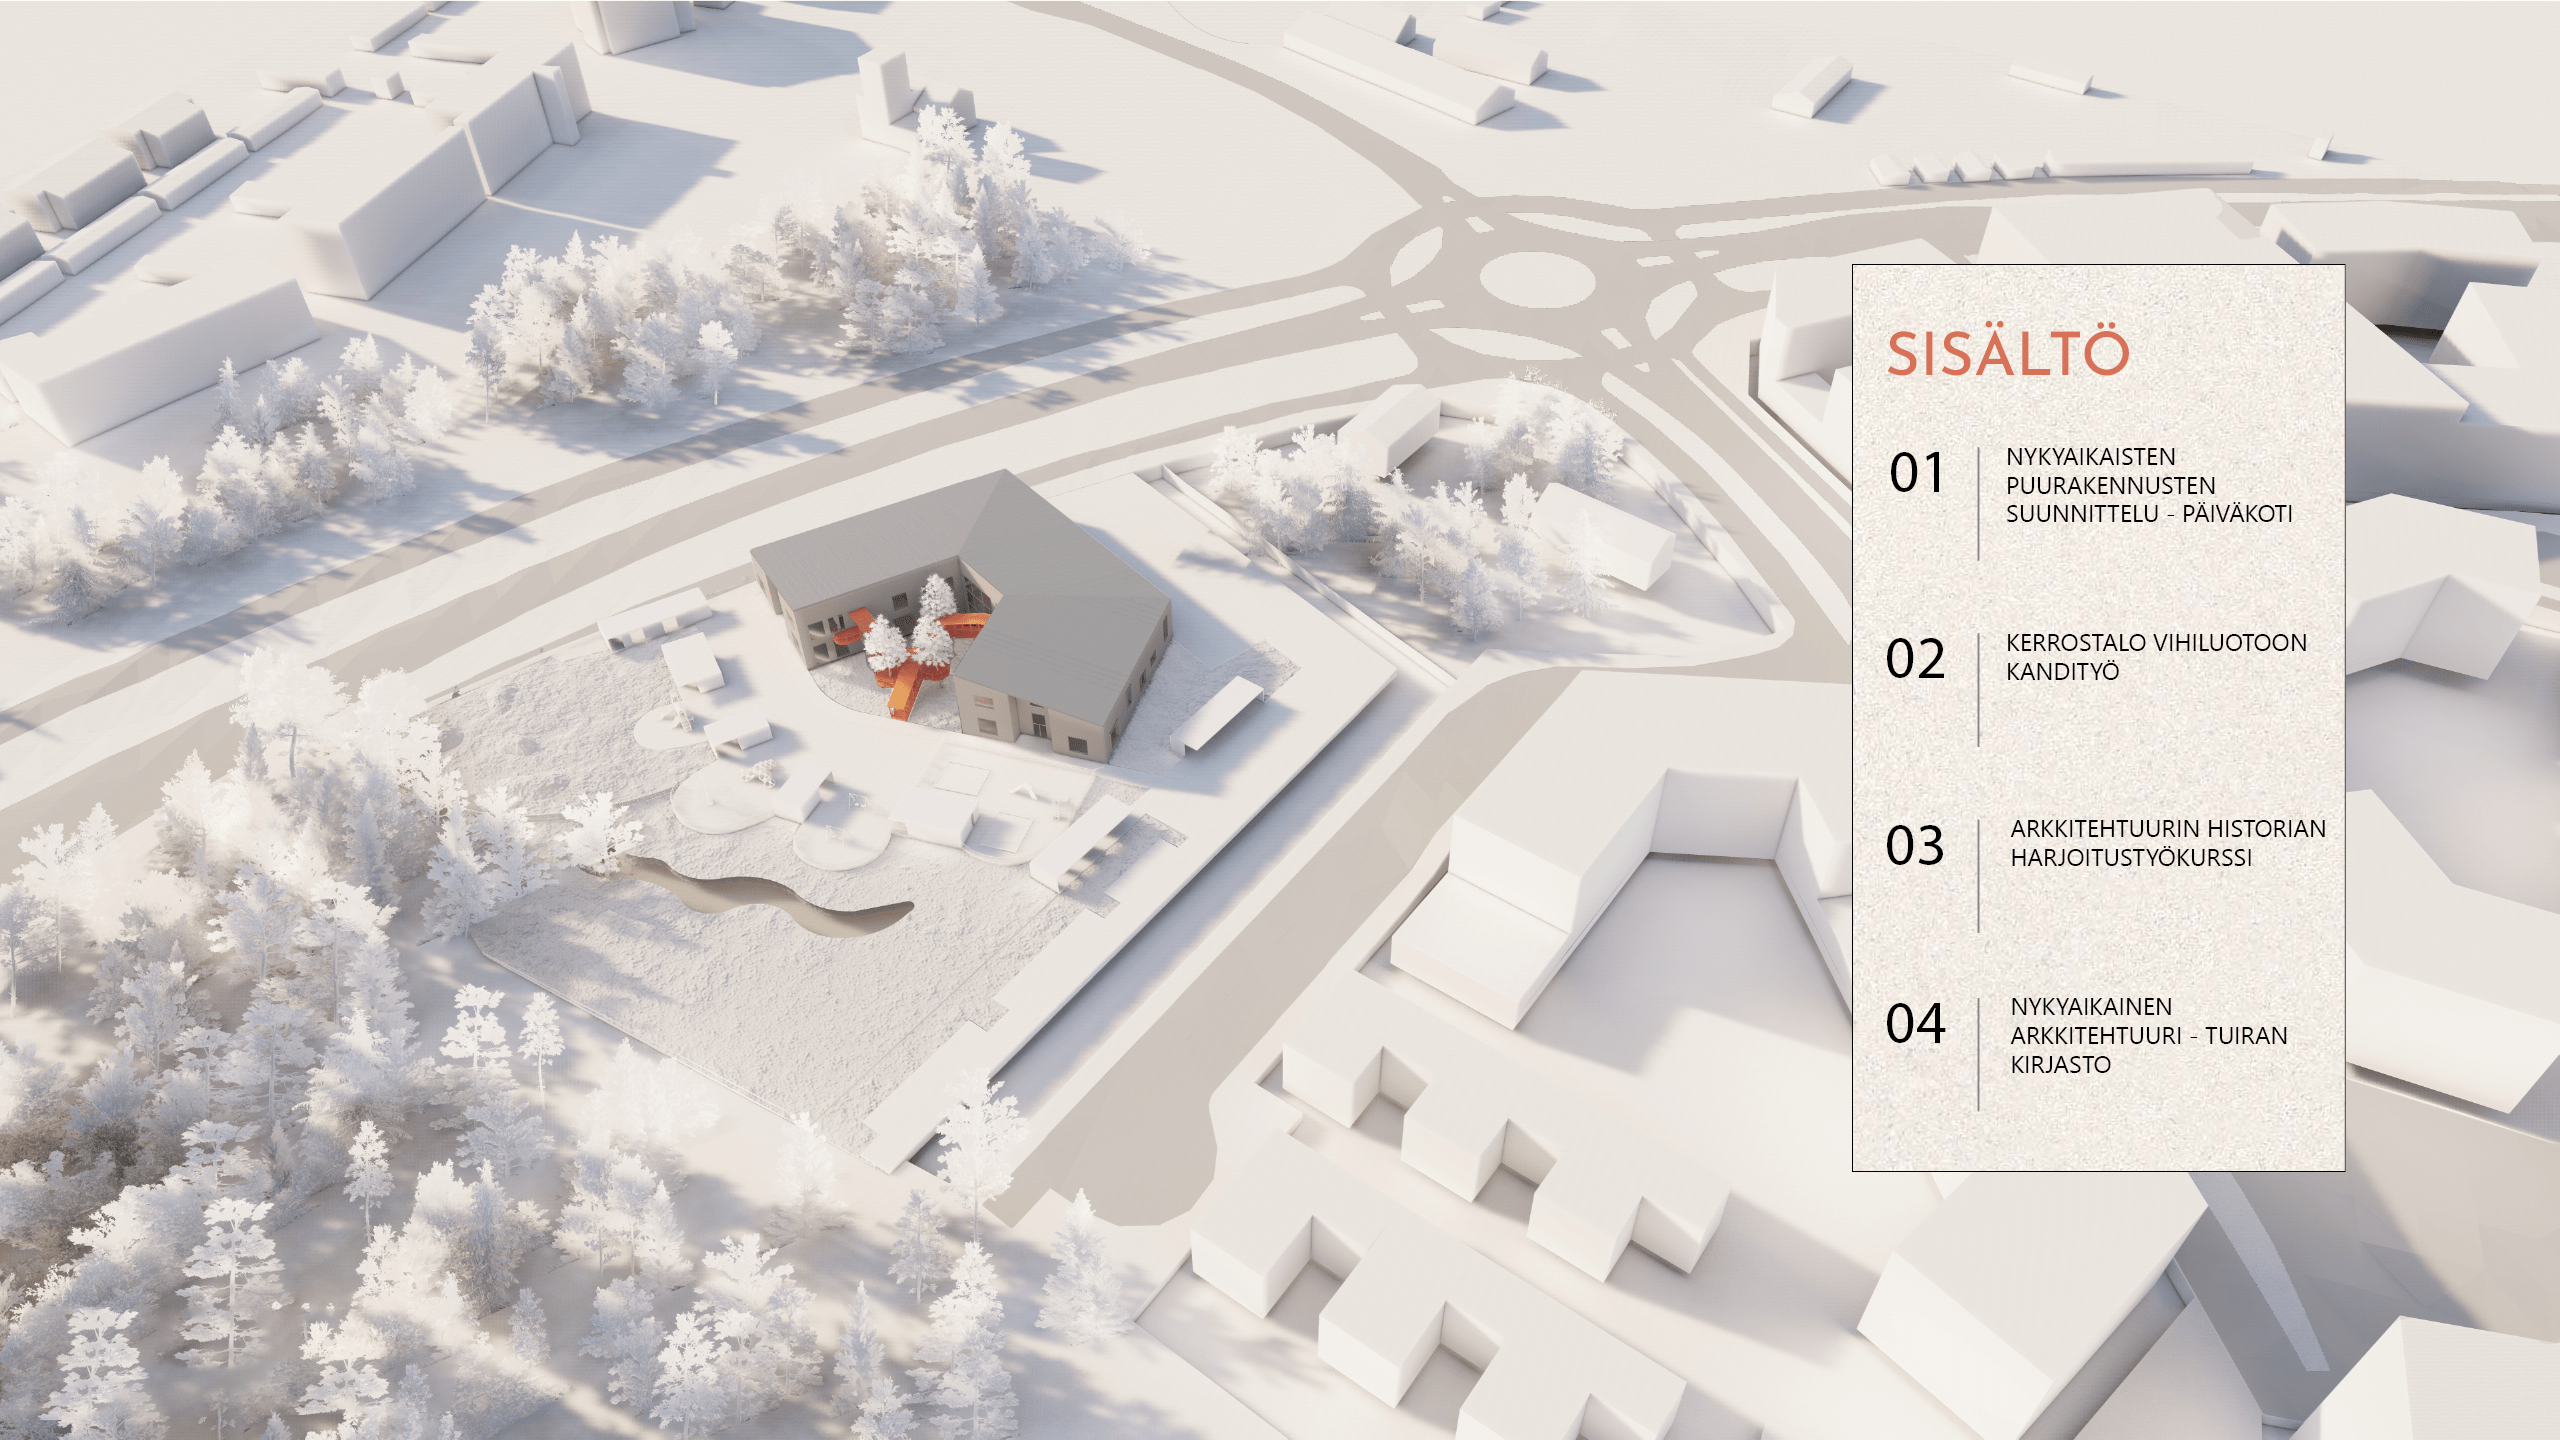 SISÄLTÖ
01
NYKYAIKAISTEN
PUURAKENNUSTEN
SUUNNITTELU - PÄIVÄKOTI
02
KERROSTALO VIHILUOTOON
KANDITYÖ
03
ARKKITEHTUURIN HISTORIAN
HARJOITUSTYÖKURSSI
04
NYKYAIKAINEN
ARKKITEHTUURI - TUIRAN
KIRJASTO